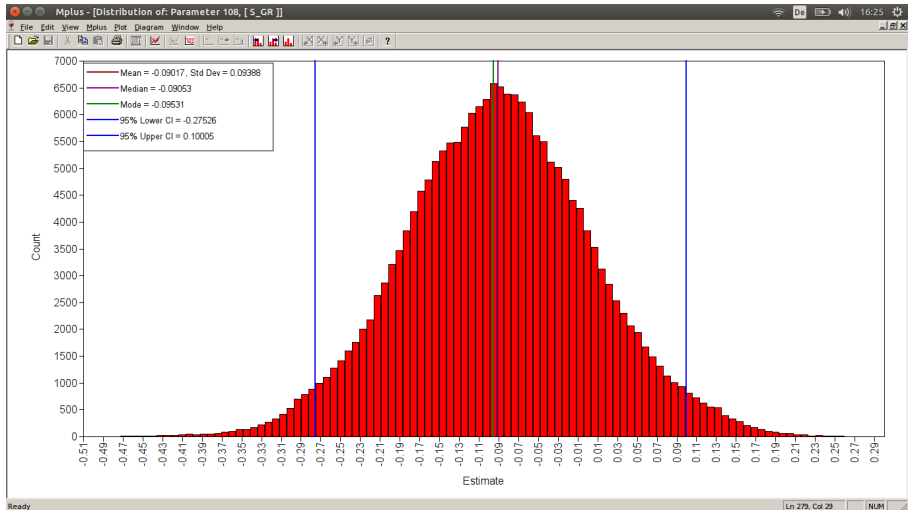 Mplus - [Distribution of: Parameter 108, [ S_GR ]]
De
16:25
File Edit View Mplus Plot Diagram Window Help
Mean = -0.09017, Std Dev = 0.09388
Median = -0.09053
Mode = -0.09531
95% Lower CI = -0.27526
95% Upper CI = 0.10005
7000
6500
6000
5500
5000
4500
4000
3500
3000
2500
2000
1500
1000
500
0
Count
-0.51 -0.49 -0.47 -0.45 -0.43 -0.41 -0.39 -0.37 -0.35 -0.33 -0.31 -0.29 -0.27 -0.25 -0.23 -0.21 -0.19 -0.17 -0.15 -0.13 -0.11 -0.09 -0.07 -0.05 -0.03 -0.01 0.01 0.03 0.05 0.07 0.09 0.11 0.13 0.15 0.17 0.19 0.21 0.23 0.25 0.27 0.29
Estimate
Ready
Ln 279, Col 29
NUM